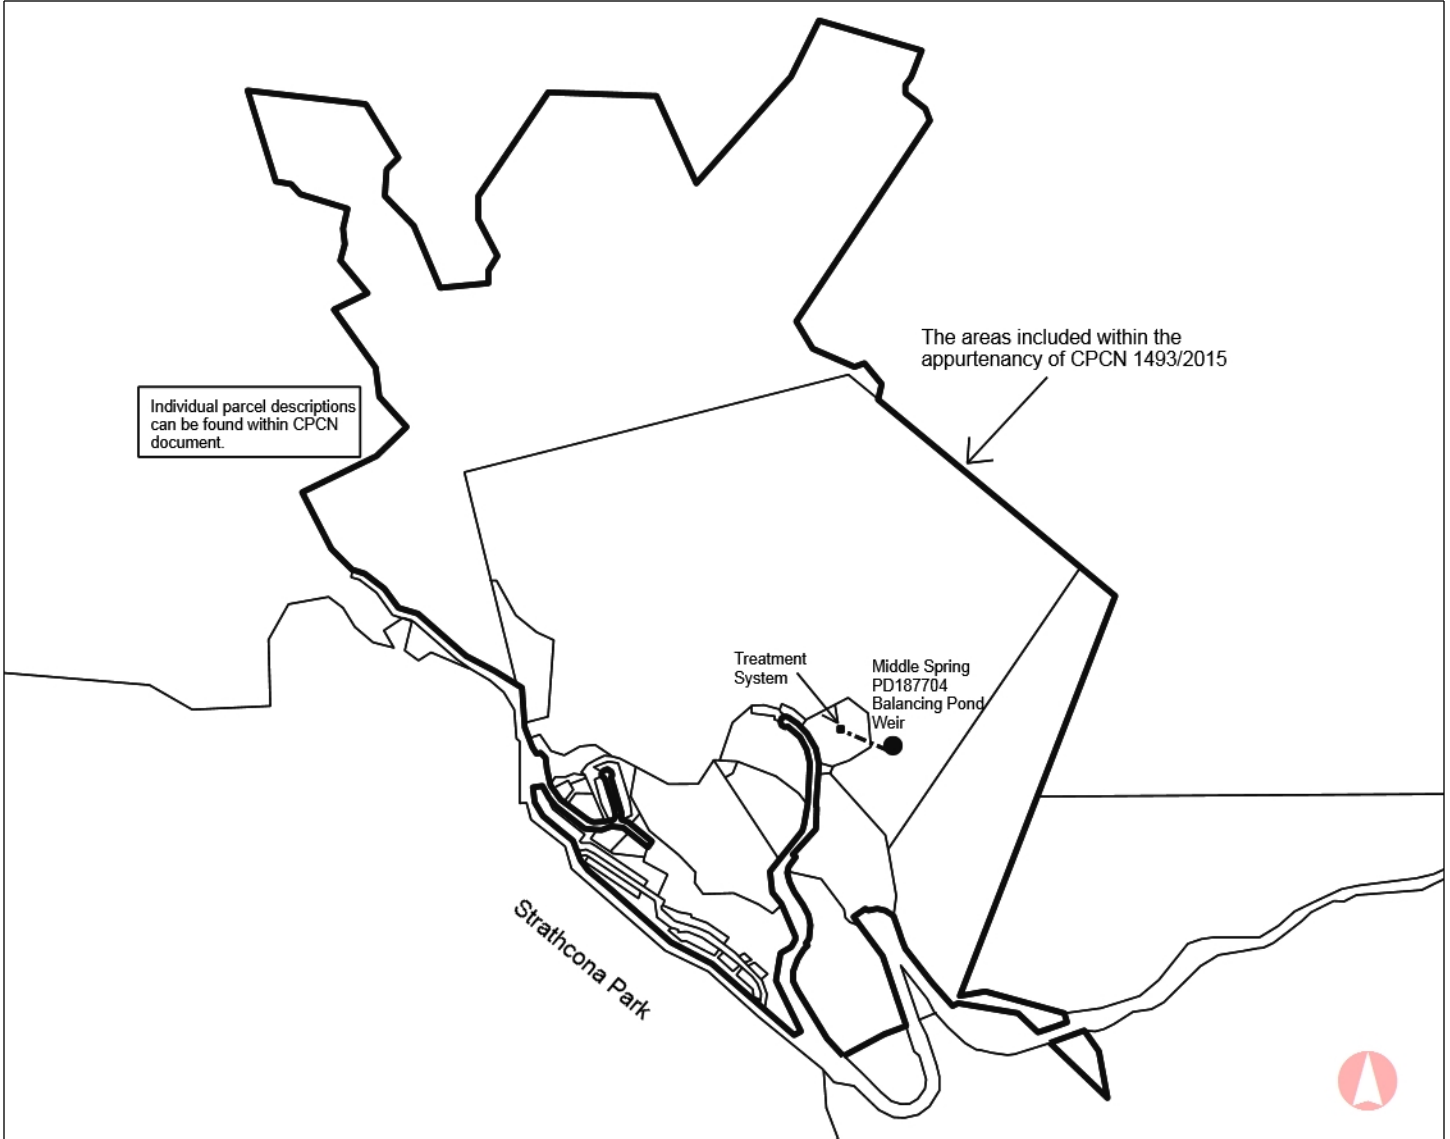 The areas included within the
appurtenancy of CPCN 1493/2015
Individual parcel descriptions
can be found within CPCN
document.
Treatment
System
Middle Spring
PD187704
Balancing Pond
Weir
Strathcona Park